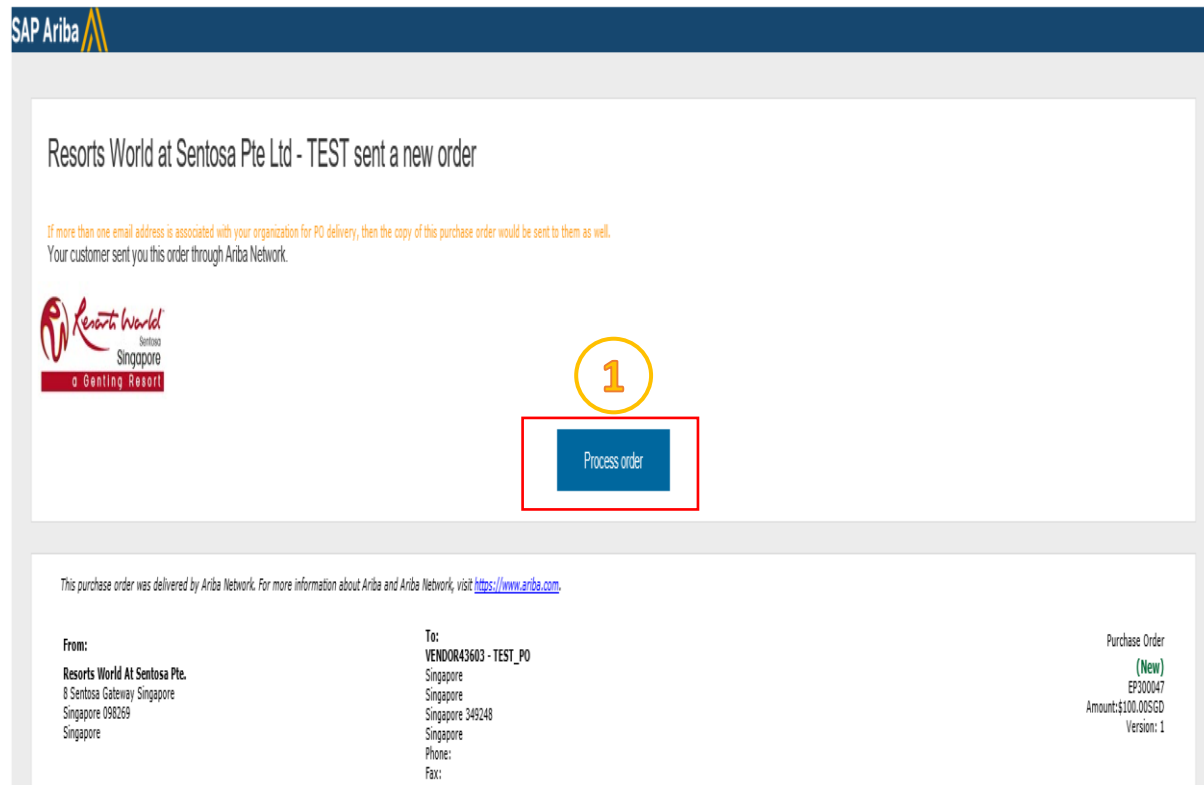 SAP Ariba
Resorts World at Sentosa Pte Ltd - TEST sent a new order
If more than one email address is associated with your organization for PO delivery, then the copy of this purchase order would be sent to them as well.
Your customer sent you this order through Ariba Network.
RW Resorts World
Sentosa
Singapore
a Genting Resort
1
Process order
This purchase order was delivered by Ariba Network. For more information about Ariba and Ariba Network, visit https://www.ariba.com.
From:
Resorts World At Sentosa Pte.
8 Sentosa Gateway Singapore
Singapore 098269
Singapore
To:
VENDOR43603 - TEST_PO
Singapore
Singapore
Singapore 349248
Singapore
Phone:
Fax:
Purchase Order
(New)
EP300047
Amount:$100.00SGD
Version: 1